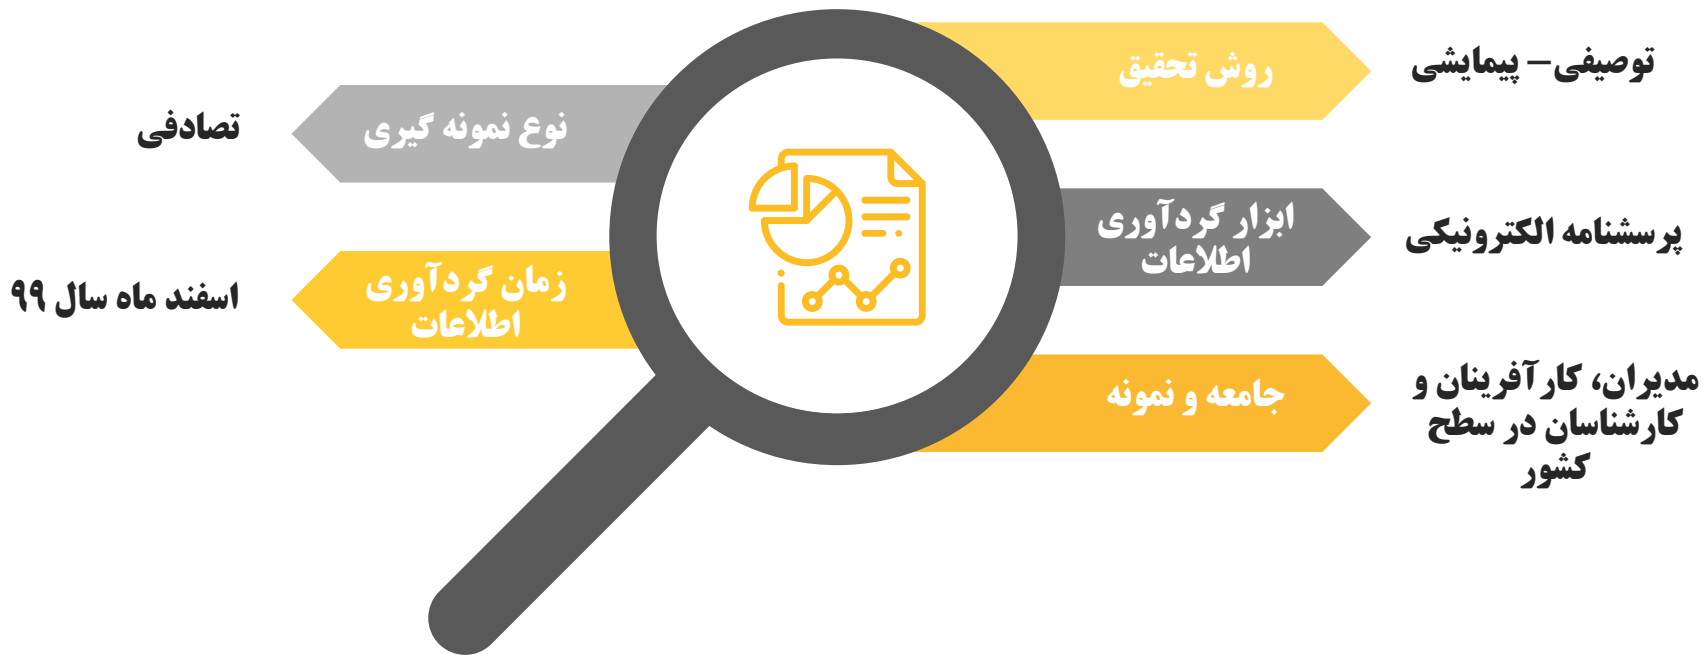 روش تحقیق
توصیفی– پیمایشی
ابزار گردآوری
اطلاعات
پرسشنامه الکترونیکی
جامعه و نمونه
مدیران، کارآفرینان و
کارشناسان در سطح
کشور
نوع نمونه گیری
تصادفی
زمان گردآوری
اطلاعات
اسفند ماه سال ۹۹